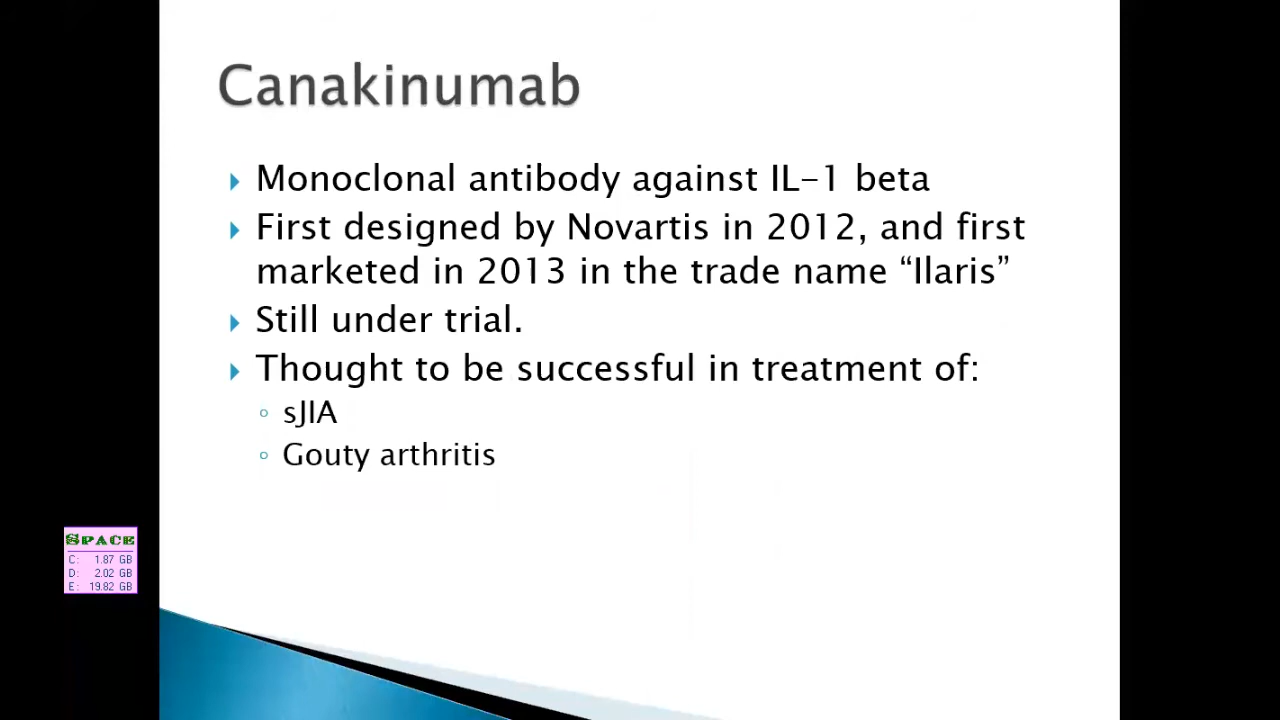 Canakinumab
Monoclonal antibody against IL-1 beta
First designed by Novartis in 2012, and first
marketed in 2013 in the trade name “Ilaris”
Still under trial.
Thought to be successful in treatment of:
sJIA
Gouty arthritis
SPACE
C: 1.87 GB
D: 2.02 GB
E: 19.82 GB